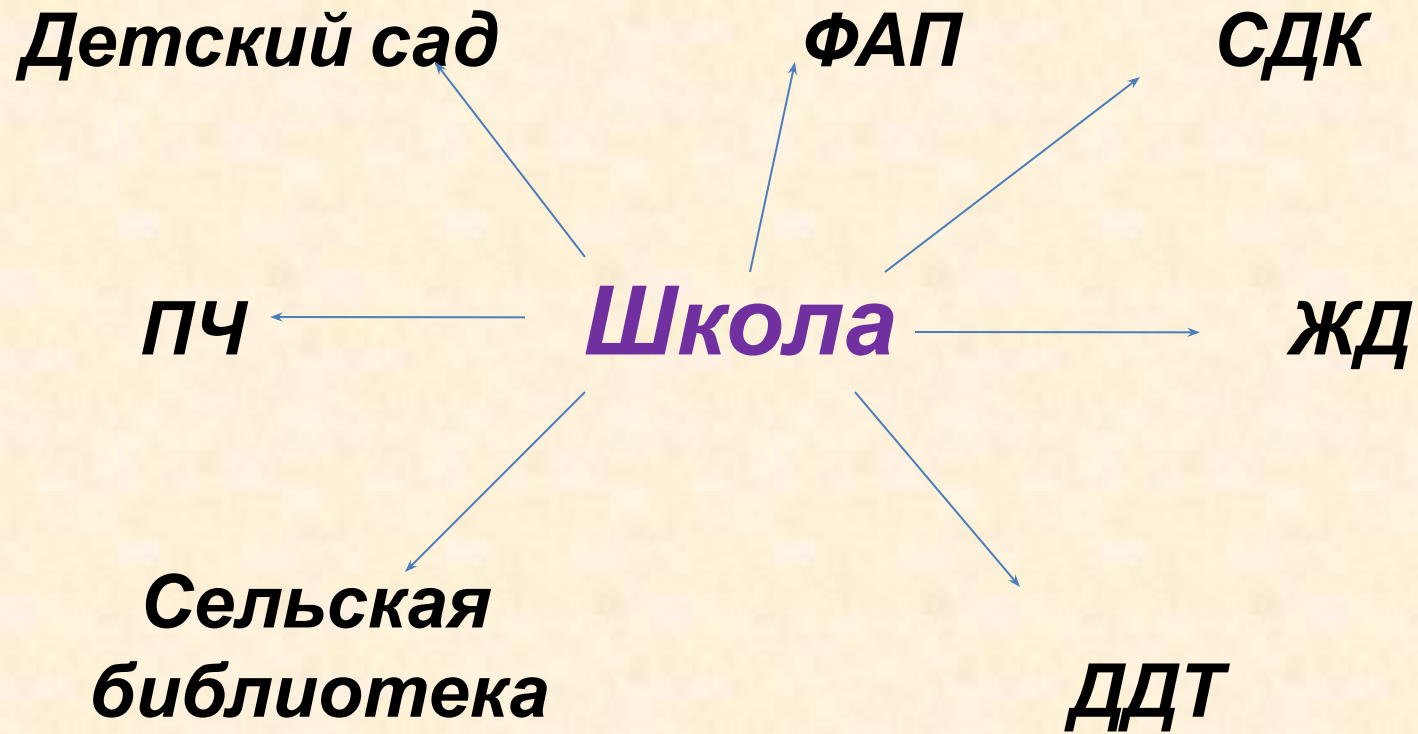 Детский сад
ФАП
СДК
ПЧ
Школа
ЖД
Сельская
библиотека
ДДТ